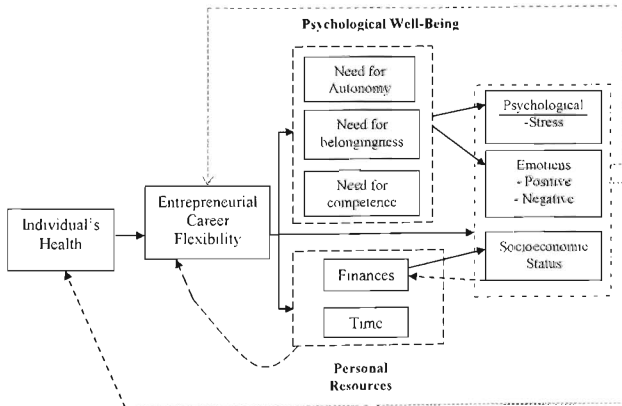 Psychological Well-Being
Need for
Autonomy
Need for
belongingness
Need for
competence
Psychological
-Stress
Emotions
- Positive
- Negative
Socioeconomic
Status
Individual's
Health
Entrepreneurial
Career
Flexibility
Finances
Time
Personal
Resources